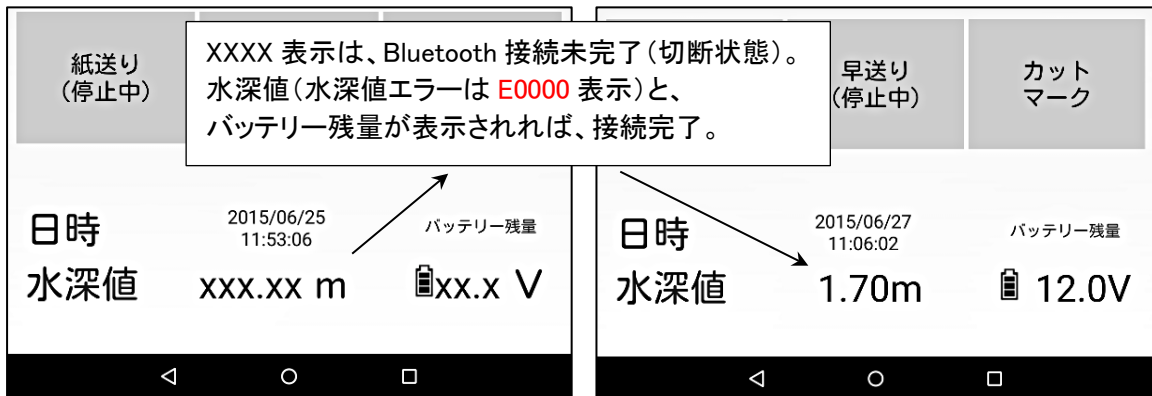 紙送り
(停止中)
XXXX 表示は、Bluetooth 接続未完了(切断状態)。
水深値(水深値エラーは E0000 表示)と、
バッテリー残量が表示されれば、接続完了。
早送り
(停止中)
カット
マーク
日時
2015/06/25
11:53:06
バッテリー残量
水深値
xxx.xx m
xx.x V
日時
2015/06/27
11:06:02
バッテリー残量
水深値
1.70m
12.0V